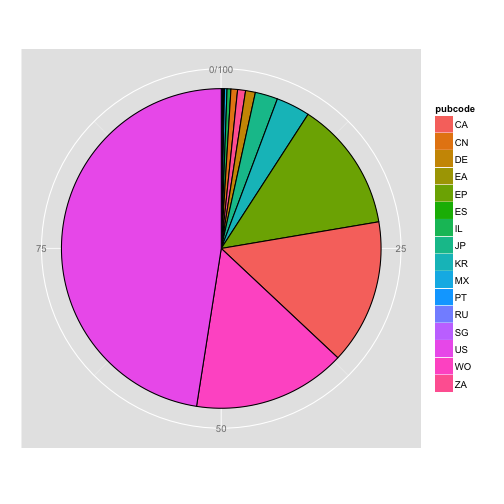 0/100
25
50
75
pubcode
CA
CN
DE
EA
EP
ES
IL
JP
KR
MX
PT
RU
SG
US
WO
ZA